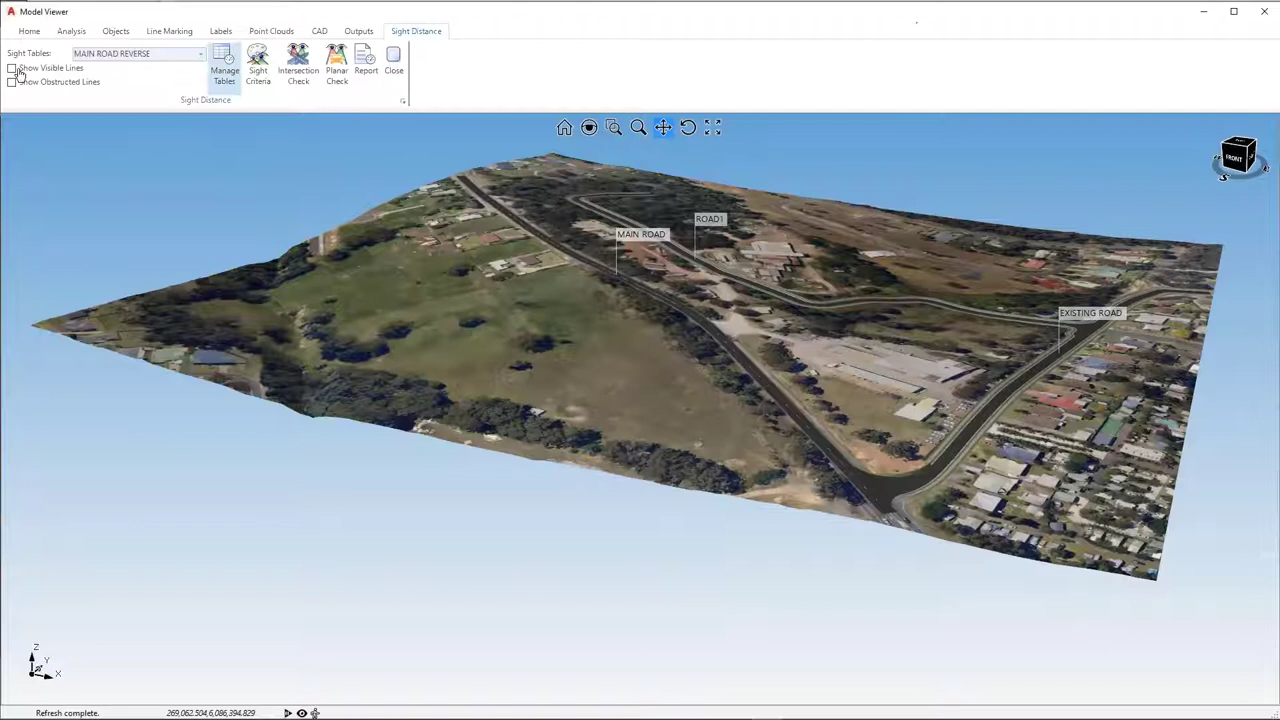 Model Viewer
Home Analysis Objects Line Marking Labels Point Clouds CAD Outputs Sight Distance
Sight Tables: MAIN ROAD REVERSE
Show Visible Lines
Show Obstructed Lines
Manage Tables
Sight Criteria
Intersection Check
Planar Check
Report
Close
Sight Distance
FRONT
S
ROAD1
MAIN ROAD
EXISTING ROAD
Z
Y
X
Refresh complete. 269,062.504,6,086,394.829